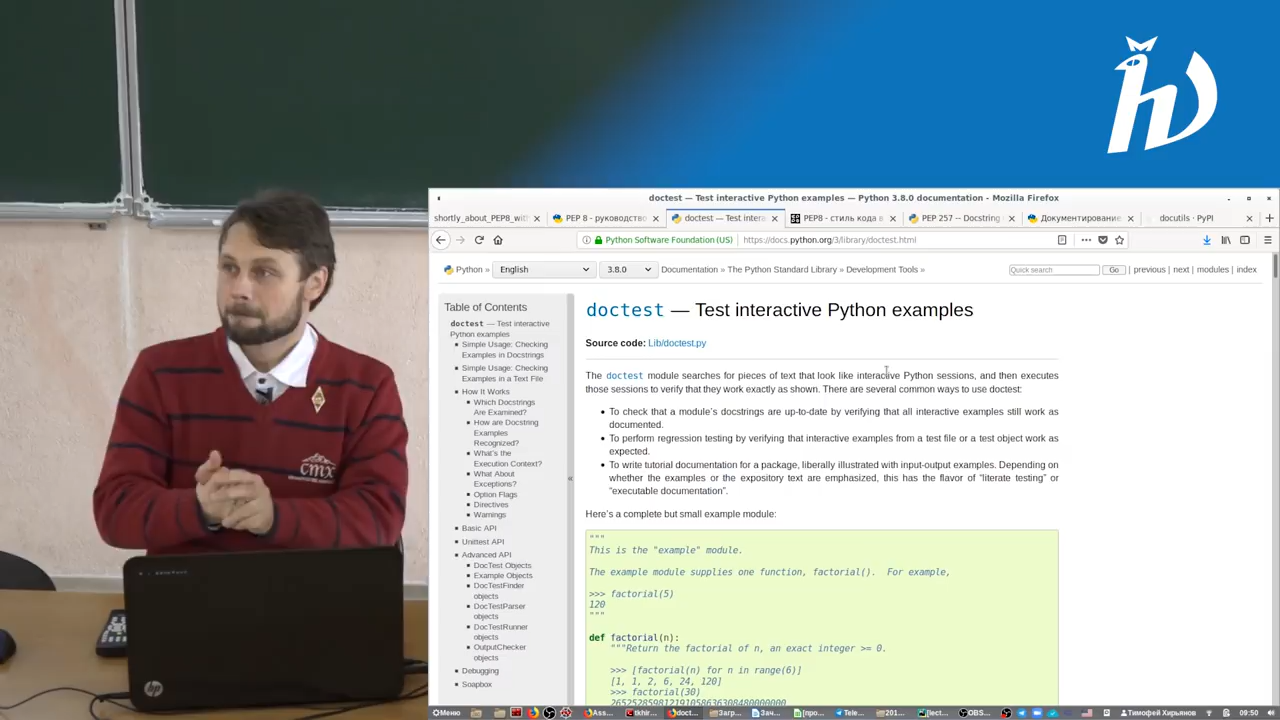 doctest — Test interactive Python examples — Python 3.8.0 documentation - Mozilla Firefox
shortly_about_PEP8_wit
PEP 8 - руководство
doctest — Test intera
PEP8 - стиль кода в
PEP 257 -- Docstring
Документирование
docutils · PyPI
Python Software Foundation (US)
https://docs.python.org/3/library/doctest.html
Python » English 3.8.0 Documentation » The Python Standard Library » Development Tools »
Quick search Go | previous | next | modules | index
Table of Contents
doctest — Test interactive
Python examples
Simple Usage: Checking
Examples in Docstrings
Simple Usage: Checking
Examples in a Text File
How It Works
Which Docstrings
Are Examined?
How are Docstring
Examples
Recognized?
What's the
Execution Context?
What About
Exceptions?
Option Flags
Directives
Warnings
Basic API
Unittest API
Advanced API
DocTest Objects
Example Objects
DocTestFinder
objects
DocTestParser
objects
DocTestRunner
objects
OutputChecker
objects
Debugging
Soapbox
doctest — Test interactive Python examples
Source code: Lib/doctest.py
The doctest module searches for pieces of text that look like interactive Python sessions, and then executes
those sessions to verify that they work exactly as shown. There are several common ways to use doctest:
• To check that a module's docstrings are up-to-date by verifying that all interactive examples still work as
documented.
• To perform regression testing by verifying that interactive examples from a test file or a test object work as
expected.
• To write tutorial documentation for a package, liberally illustrated with input-output examples. Depending on
whether the examples or the expository text are emphasized, this has the flavor of “literate testing” or
“executable documentation”.
Here's a complete but small example module:
"""
This is the "example" module.
The example module supplies one function, factorial(). For example,
>>> factorial(5)
120
"""
def factorial(n):
"""Return the factorial of n, an exact integer >= 0.
>>> [factorial(n) for n in range(6)]
[1, 1, 2, 6, 24, 120]
>>> factorial(30)
265252859812191058636308480000000
Меню
Тимофей Хирьянов
09:50
смх
hp